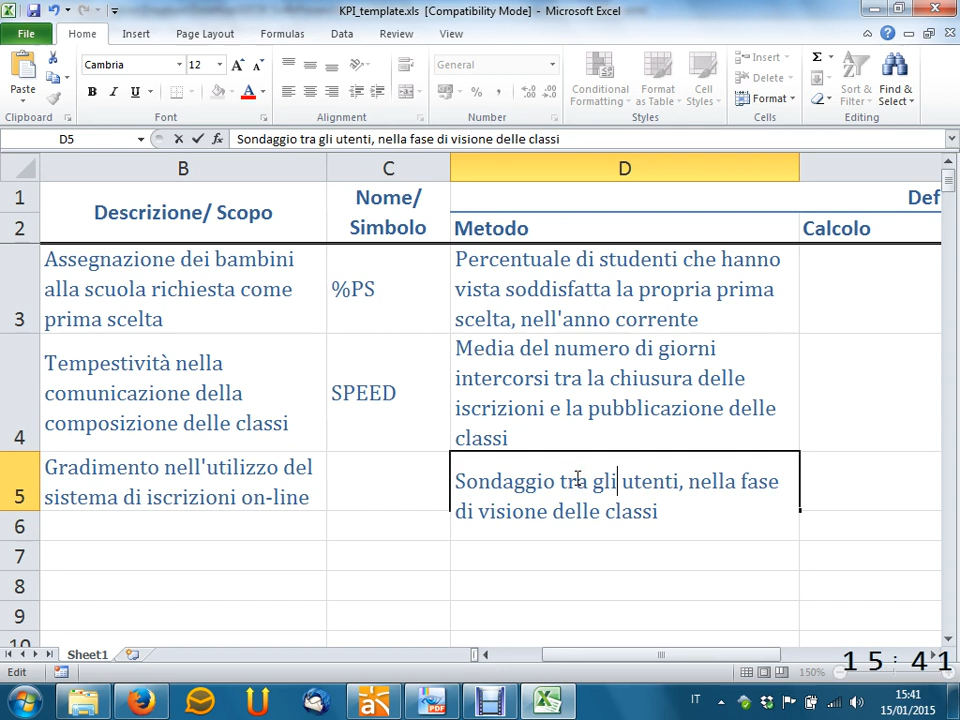 KPI_template.xls [Compatibility Mode] - Microsoft Excel
File Home Insert Page Layout Formulas Data Review View
Paste
Cambria 12
B I U
General
Conditional Formatting
Format as Table
Cell Styles
Insert
Delete
Format
Σ
Sort & Filter
Find & Select
Clipboard Font Alignment Number Styles Cells Editing
D5 fx Sondaggio tra gli utenti, nella fase di visione delle classi
B C D
1
2
Descrizione/ Scopo
Nome/
Simbolo
Def
Metodo
Calcolo
3
Assegnazione dei bambini
alla scuola richiesta come
prima scelta
%PS
Percentuale di studenti che hanno
vista soddisfatta la propria prima
scelta, nell'anno corrente
4
Tempestività nella
comunicazione della
composizione delle classi
SPEED
Media del numero di giorni
intercorsi tra la chiusura delle
iscrizioni e la pubblicazione delle
classi
5
Gradimento nell'utilizzo del
sistema di iscrizioni on-line
Sondaggio tra gli utenti, nella fase
di visione delle classi
6
7
8
9
10
Sheet1
Edit
150%
15:41
IT
15:41
15/01/2015